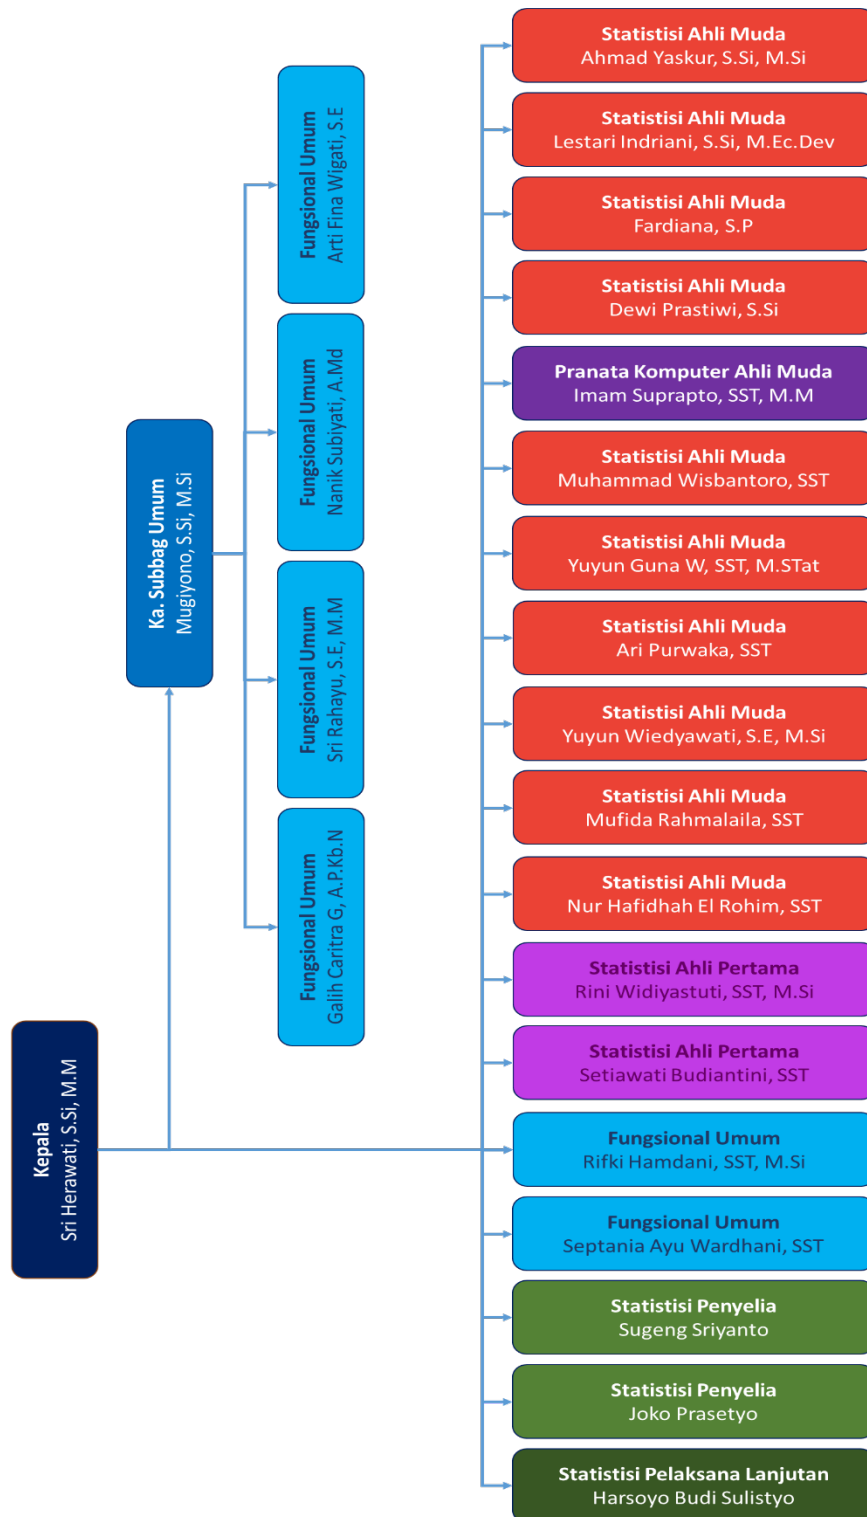 Kepala
Sri Herawati, S.Si, M.M
Ka. Subbag Umum
Mugiyono, S.Si, M.Si
Fungsional Umum
Arti Fina Wigati, S.E
Fungsional Umum
Nanik Subiyati, A.Md
Fungsional Umum
Sri Rahayu, S.E, M.M
Fungsional Umum
Galih Caritra G, A.P.Kb.N
Statistisi Ahli Muda
Ahmad Yaskur, S.Si, M.Si
Statistisi Ahli Muda
Lestari Indriani, S.Si, M.Ec.Dev
Statistisi Ahli Muda
Fardiana, S.P
Statistisi Ahli Muda
Dewi Prastiwi, S.Si
Pranata Komputer Ahli Muda
Imam Suprapto, SST, M.M
Statistisi Ahli Muda
Muhammad Wisbantoro, SST
Statistisi Ahli Muda
Yuyun Guna W, SST, M.STat
Statistisi Ahli Muda
Ari Purwaka, SST
Statistisi Ahli Muda
Yuyun Wiedyawati, S.E, M.Si
Statistisi Ahli Muda
Mufida Rahmalaila, SST
Statistisi Ahli Muda
Nur Hafidhah El Rohim, SST
Statistisi Ahli Pertama
Rini Widiyastuti, SST, M.Si
Statistisi Ahli Pertama
Setiawati Budiantini, SST
Fungsional Umum
Rifki Hamdani, SST, M.Si
Fungsional Umum
Septania Ayu Wardhani, SST
Statistisi Penyelia
Sugeng Sriyanto
Statistisi Penyelia
Joko Prasetyo
Statistisi Pelaksana Lanjutan
Harsoyo Budi Sulistyo